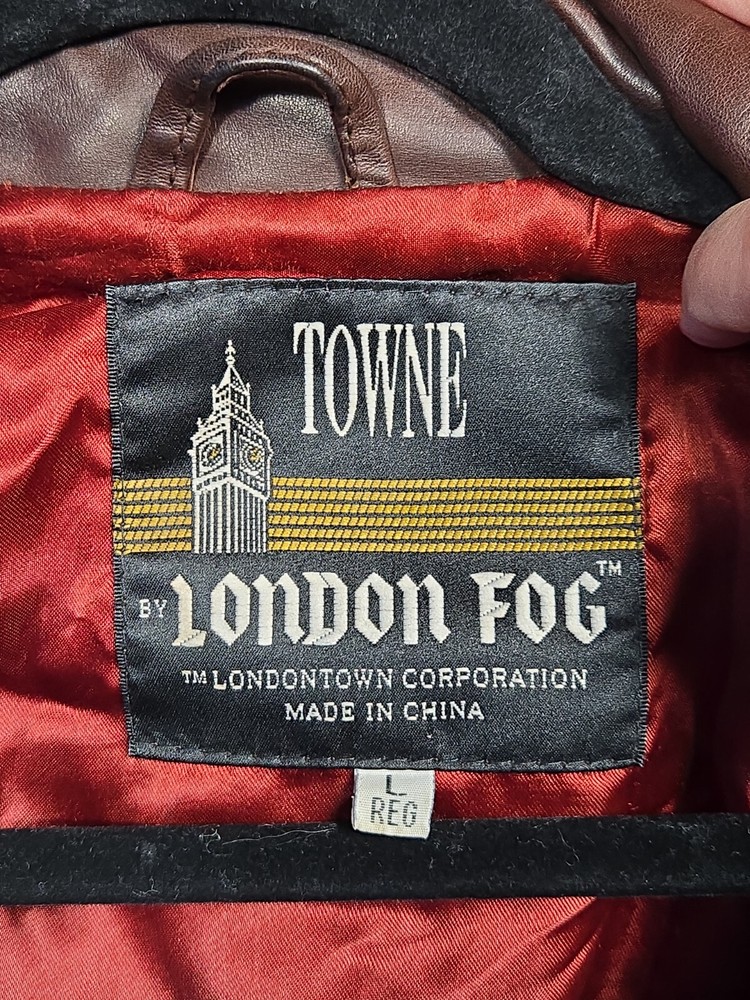 TOWNE
BY LONDON FOG™
™ LONDONTOWN CORPORATION
MADE IN CHINA
L
REG